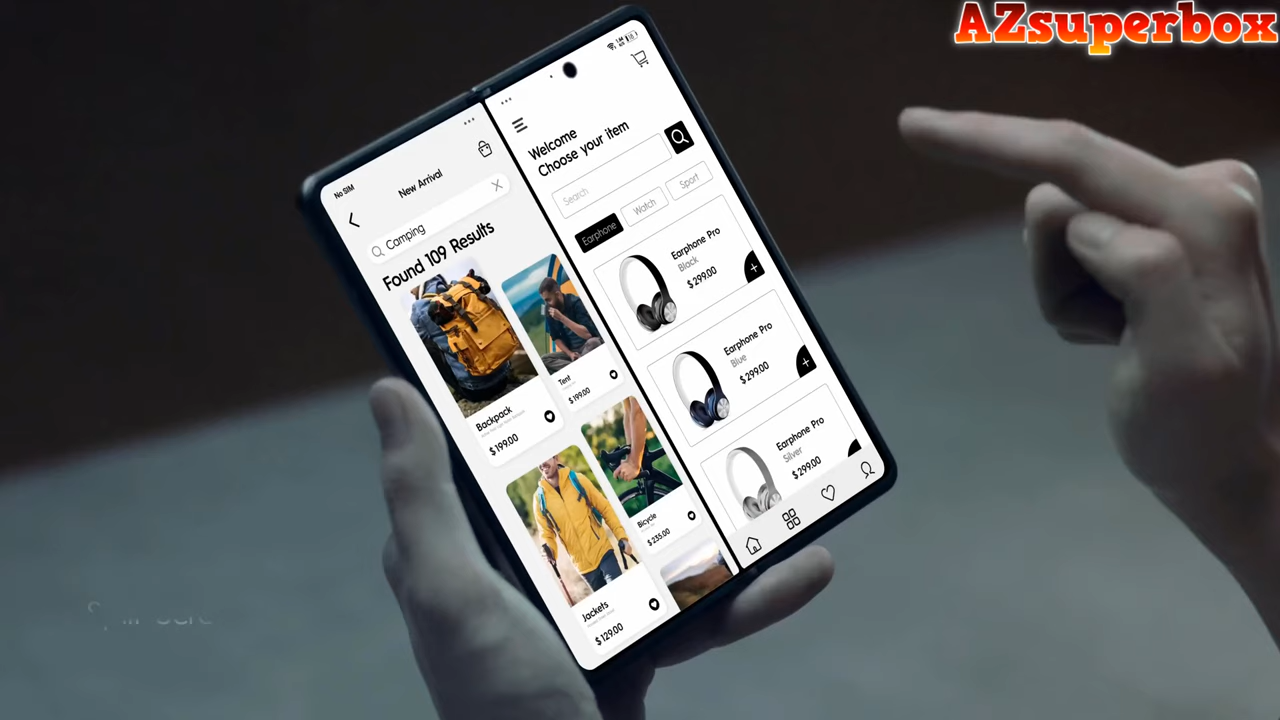 AZsuperbox
No SIM
New Arrival
Camping
Found 109 Results
Backpack
$199.00
Tent
$199.00
Jackets
$129.00
Bicycle
$235.00
Welcome
Choose your item
Search
Earphone
Watch
Sport
Earphone Pro
Black
$299.00
Earphone Pro
Blue
$299.00
Earphone Pro
Silver
$299.00